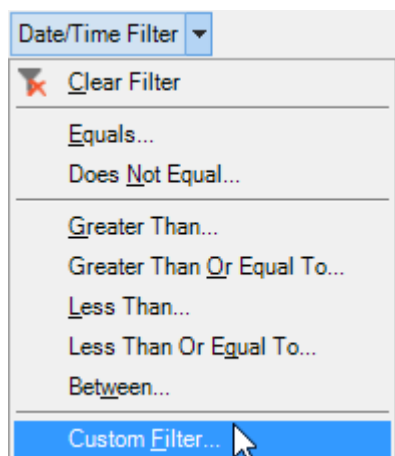 Date/Time Filter
Clear Filter
Equals...
Does Not Equal...
Greater Than...
Greater Than Or Equal To...
Less Than...
Less Than Or Equal To...
Between...
Custom Filter...